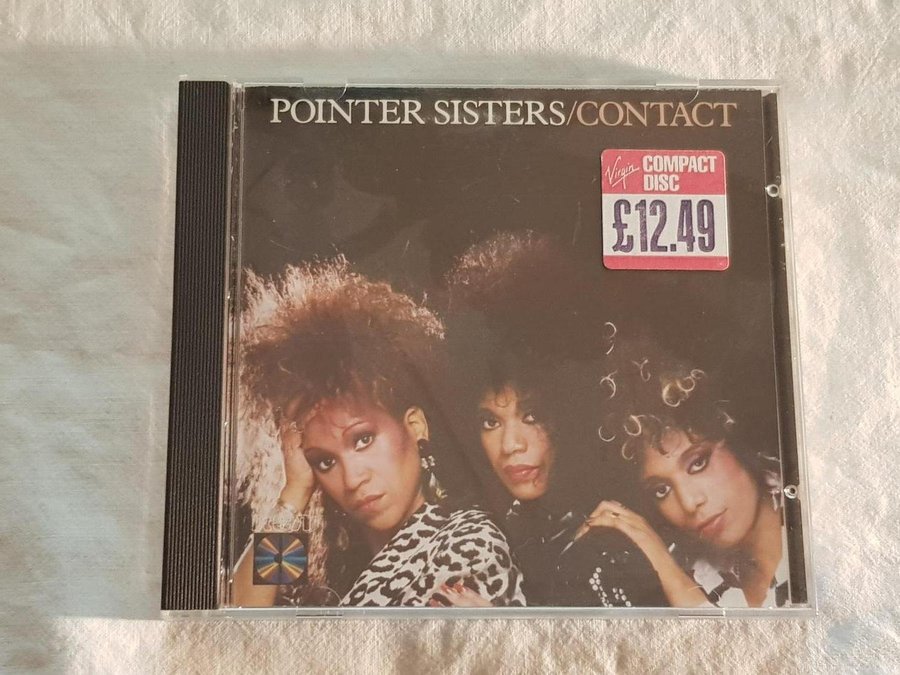 POINTER SISTERS/CONTACT
Virgin COMPACT
DISC
£12.49